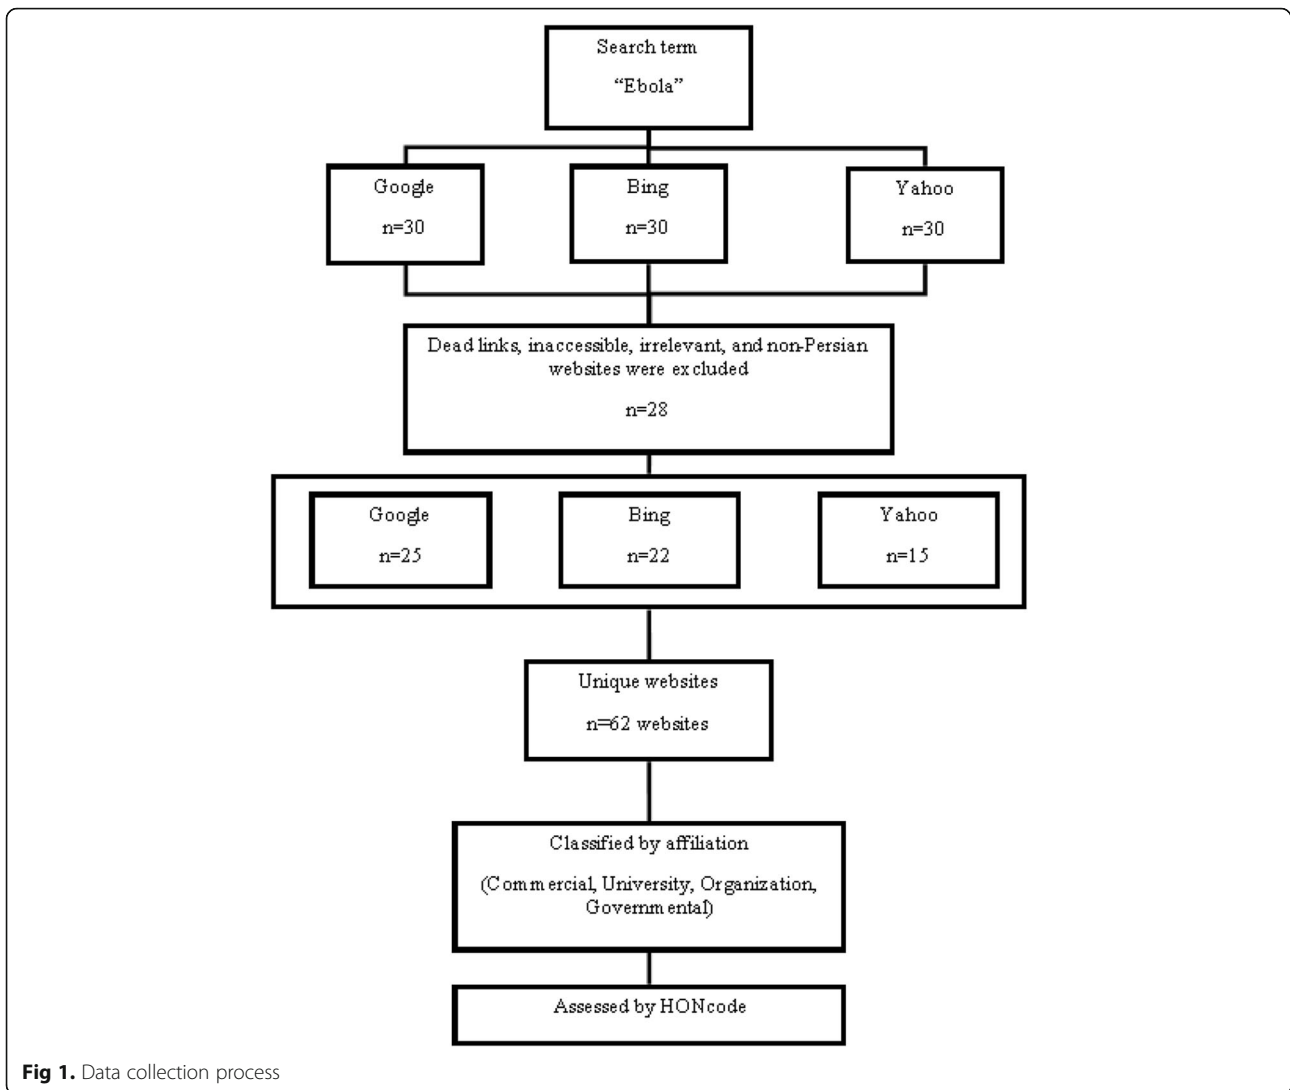 Search term
“Ebola”
Google
n=30
Bing
n=30
Yahoo
n=30
Dead links, inaccessible, irrelevant, and non-Persian
websites were excluded
n=28
Google
n=25
Bing
n=22
Yahoo
n=15
Unique websites
n=62 websites
Classified by affiliation
(Commercial, University, Organization,
Governmental)
Assessed by HONcode
Fig 1. Data collection process